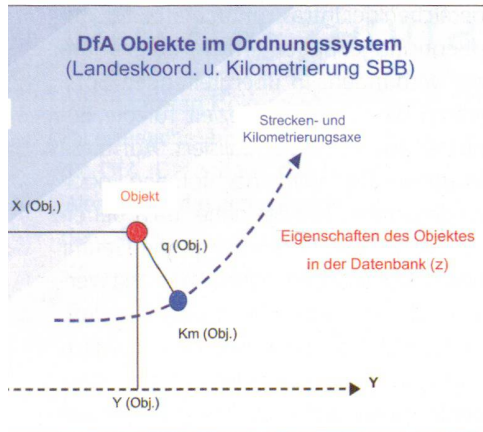 DfA Objekte im Ordnungssystem
(Landeskoord. u. Kilometrierung SBB)
Strecken- und
Kilometrierungsaxe
Objekt
X (Obj.)
q (Obj.)
Eigenschaften des Objektes
in der Datenbank (z)
Km (Obj.)
Y
Y (Obj.)